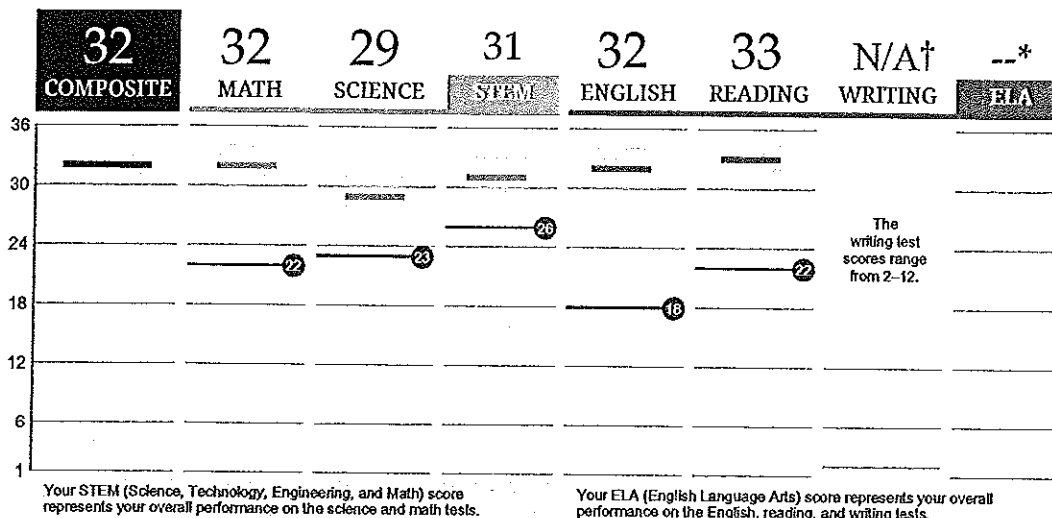 32 32 29 31 32 33 N/A† --*
COMPOSITE MATH SCIENCE STEM ENGLISH READING WRITING ELA
36
30
24
18
12
6
1
22
23
26
18
22
The
writing test
scores range
from 2–12.
Your STEM (Science, Technology, Engineering, and Math) score
represents your overall performance on the science and math tests.
Your ELA (English Language Arts) score represents your overall
performance on the English, reading, and writing tests.